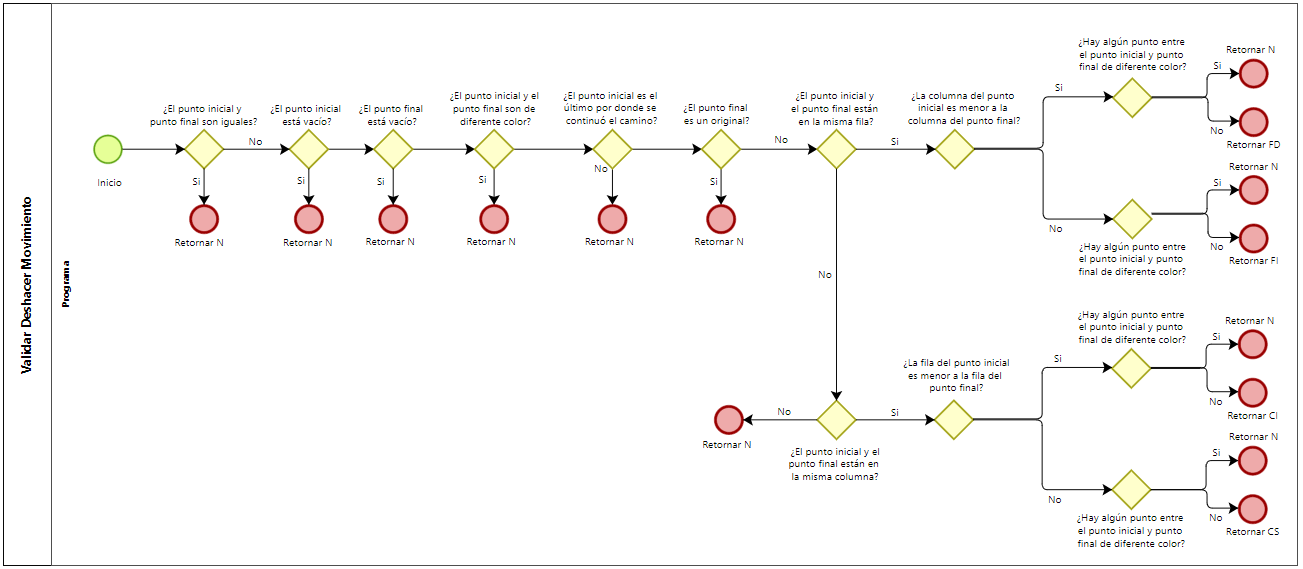 Validar Deshacer Movimiento
Programa
Inicio
¿El punto inicial y
punto final son iguales?
Si
No
Retornar N
¿El punto inicial
está vacío?
Si
Retornar N
¿El punto final
está vacío?
Si
Retornar N
¿El punto inicial y el
punto final son de
diferente color?
Si
Retornar N
¿El punto inicial es el
último por donde se
continuó el camino?
No
Retornar N
¿El punto final
es un original?
Si
No
Retornar N
¿El punto inicial y
el punto final están
en la misma fila?
Si
No
¿La columna del punto
inicial es menor a la
columna del punto final?
Si
No
¿Hay algún punto entre
el punto inicial y punto
final de diferente color?
Si
Retornar N
No
Retornar FD
¿Hay algún punto entre
el punto inicial y punto
final de diferente color?
Si
Retornar N
No
Retornar FI
¿El punto inicial y el
punto final están en
la misma columna?
No
Retornar N
Si
¿La fila del punto inicial
es menor a la fila del
punto final?
Si
No
¿Hay algún punto entre
el punto inicial y punto
final de diferente color?
Si
Retornar N
No
Retornar CI
¿Hay algún punto entre
el punto inicial y punto
final de diferente color?
Si
Retornar N
No
Retornar CS